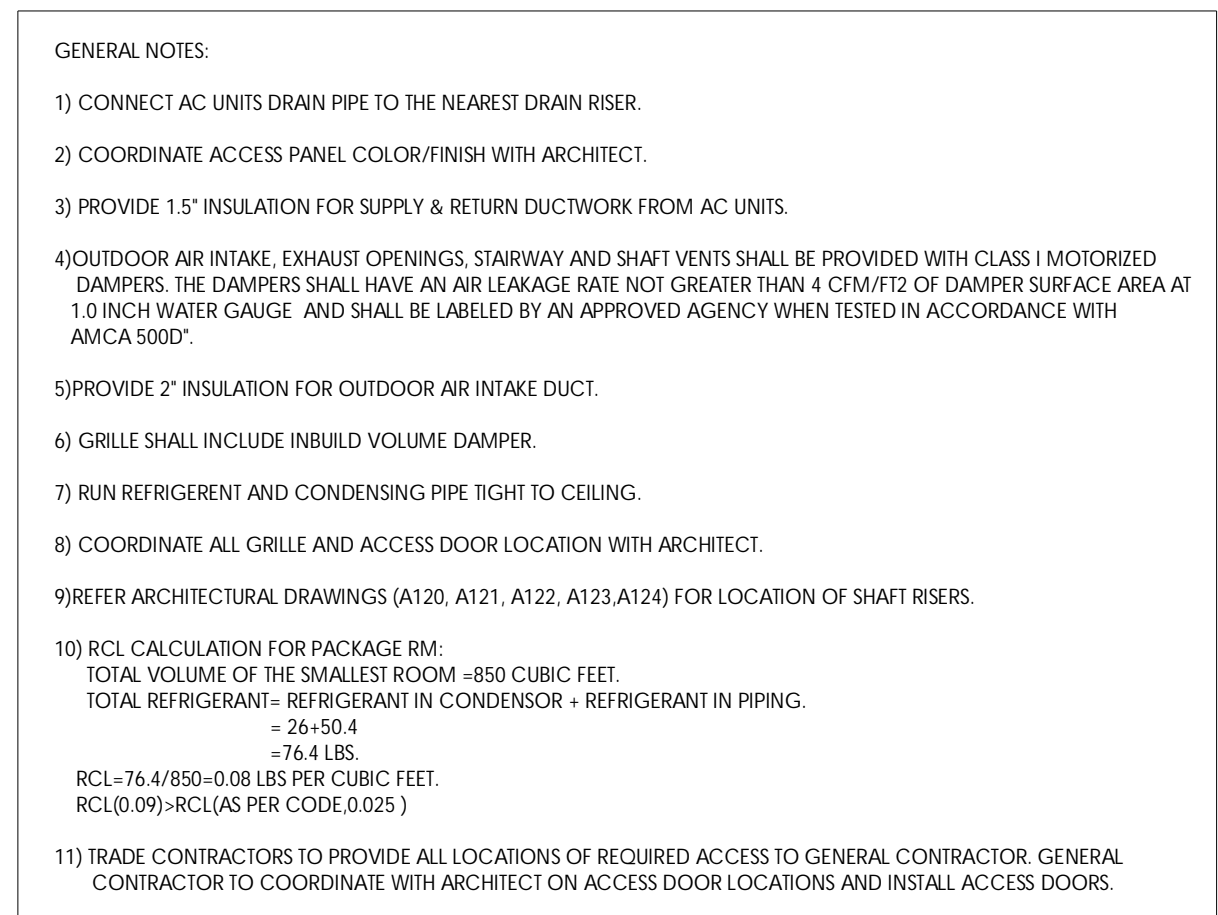 GENERAL NOTES:
1) CONNECT AC UNITS DRAIN PIPE TO THE NEAREST DRAIN RISER.
2) COORDINATE ACCESS PANEL COLOR/FINISH WITH ARCHITECT.
3) PROVIDE 1.5" INSULATION FOR SUPPLY & RETURN DUCTWORK FROM AC UNITS.
4)OUTDOOR AIR INTAKE, EXHAUST OPENINGS, STAIRWAY AND SHAFT VENTS SHALL BE PROVIDED WITH CLASS I MOTORIZED
DAMPERS. THE DAMPERS SHALL HAVE AN AIR LEAKAGE RATE NOT GREATER THAN 4 CFM/FT2 OF DAMPER SURFACE AREA AT
1.0 INCH WATER GAUGE AND SHALL BE LABELED BY AN APPROVED AGENCY WHEN TESTED IN ACCORDANCE WITH
AMCA 500D".
5)PROVIDE 2" INSULATION FOR OUTDOOR AIR INTAKE DUCT.
6) GRILLE SHALL INCLUDE INBUILD VOLUME DAMPER.
7) RUN REFRIGERENT AND CONDENSING PIPE TIGHT TO CEILING.
8) COORDINATE ALL GRILLE AND ACCESS DOOR LOCATION WITH ARCHITECT.
9)REFER ARCHITECTURAL DRAWINGS (A120, A121, A122, A123,A124) FOR LOCATION OF SHAFT RISERS.
10) RCL CALCULATION FOR PACKAGE RM:
TOTAL VOLUME OF THE SMALLEST ROOM =850 CUBIC FEET.
TOTAL REFRIGERANT= REFRIGERANT IN CONDENSOR + REFRIGERANT IN PIPING.
= 26+50.4
=76.4 LBS.
RCL=76.4/850=0.08 LBS PER CUBIC FEET.
RCL(0.09)>RCL(AS PER CODE,0.025 )
11) TRADE CONTRACTORS TO PROVIDE ALL LOCATIONS OF REQUIRED ACCESS TO GENERAL CONTRACTOR. GENERAL
CONTRACTOR TO COORDINATE WITH ARCHITECT ON ACCESS DOOR LOCATIONS AND INSTALL ACCESS DOORS.